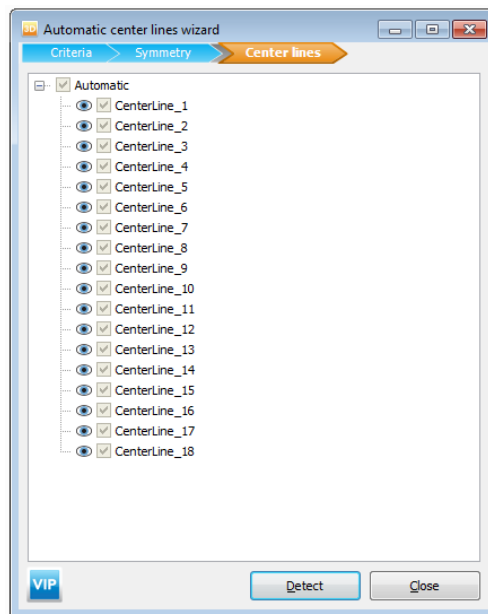 3D Automatic center lines wizard
Criteria Symmetry Center lines
Automatic
CenterLine_1
CenterLine_2
CenterLine_3
CenterLine_4
CenterLine_5
CenterLine_6
CenterLine_7
CenterLine_8
CenterLine_9
CenterLine_10
CenterLine_11
CenterLine_12
CenterLine_13
CenterLine_14
CenterLine_15
CenterLine_16
CenterLine_17
CenterLine_18
VIP Detect Close